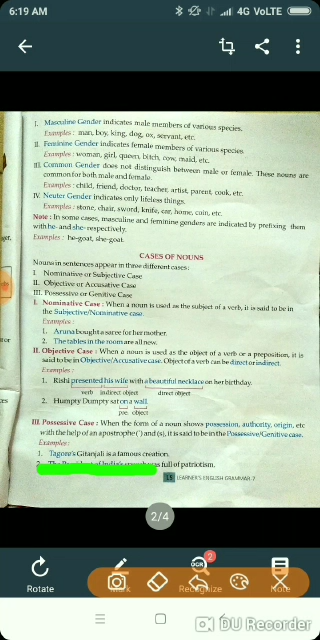 6:19 AM
4G VoLTE
I. Masculine Gender indicates male members of various species.
Examples : man, boy, king, dog, ox, servant, etc.
II. Feminine Gender indicates female members of various species.
Examples : woman, girl, queen, bitch, cow, maid, etc.
III. Common Gender does not distinguish between male or female. These nouns are
common for both male and female.
Examples : child, friend, doctor, teacher, artist, parent, cook, etc.
IV. Neuter Gender indicates only lifeless things.
Examples : stone, chair, sword, knife, car, home, coin, etc.
Note : In some cases, masculine and feminine genders are indicated by prefixing them
with he- and she- respectively.
Examples : he-goat, she-goat.
CASES OF NOUNS
Nouns in sentences appear in three different cases:
I. Nominative or Subjective Case
II. Objective or Accusative Case
III. Possessive or Genitive Case
I. Nominative Case : When a noun is used as the subject of a verb, it is said to be in
the Subjective/Nominative case.
Examples :
1. Aruna bought a saree for her mother.
2. The tables in the room are all new.
II. Objective Case : When a noun is used as the object of a verb or a preposition, it is
said to be in Objective/Accusative case. Object of a verb can be direct or indirect.
Examples :
1. Rishi presented his wife with a beautiful necklace on her birthday.
verb indirect object direct object
2. Humpty Dumpty sat on a wall.
pre. object
III. Possessive Case : When the form of a noun shows possession, authority, origin, etc
with the help of an apostrophe (') and (s), it is said to be in the Possessive/Genitive case.
Examples:
1. Tagore's Gitanjali is a famous creation.
2. The President of India's speech was full of patriotism.
15 LEARNER'S ENGLISH GRAMMAR-7
2/4
OCR
2
Rotate
Recognize
Note
DU Recorder